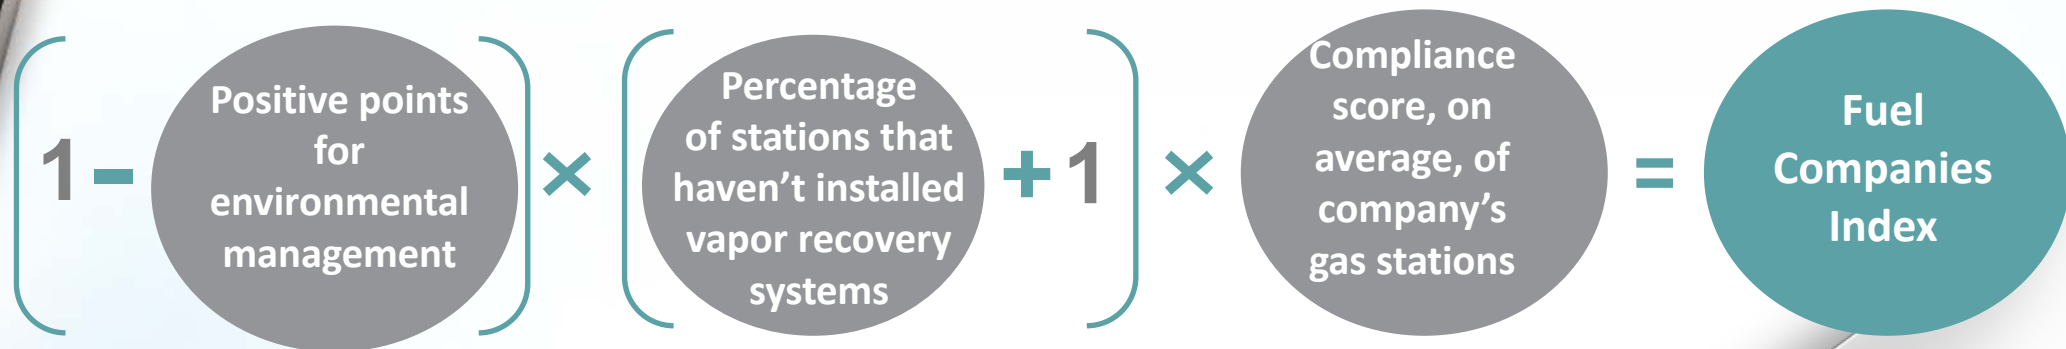 1 -
Positive points
for
environmental
management
×
Percentage
of stations that
haven't installed
vapor recovery
systems
+ 1
×
Compliance
score, on
average, of
company's
gas stations
=
Fuel
Companies
Index